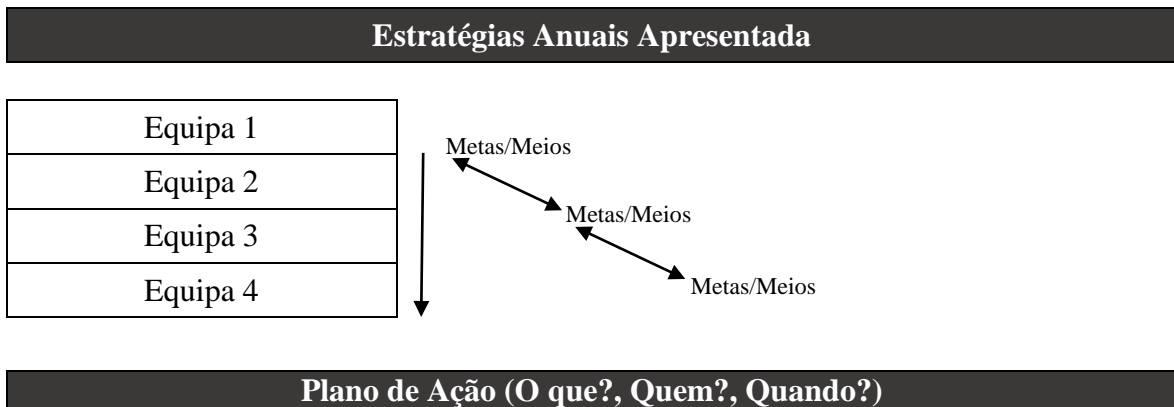 Estratégias Anuais Apresentada
Equipa 1
Equipa 2
Equipa 3
Equipa 4
Metas/Meios
Metas/Meios
Metas/Meios
Plano de Ação (O que?, Quem?, Quando?)